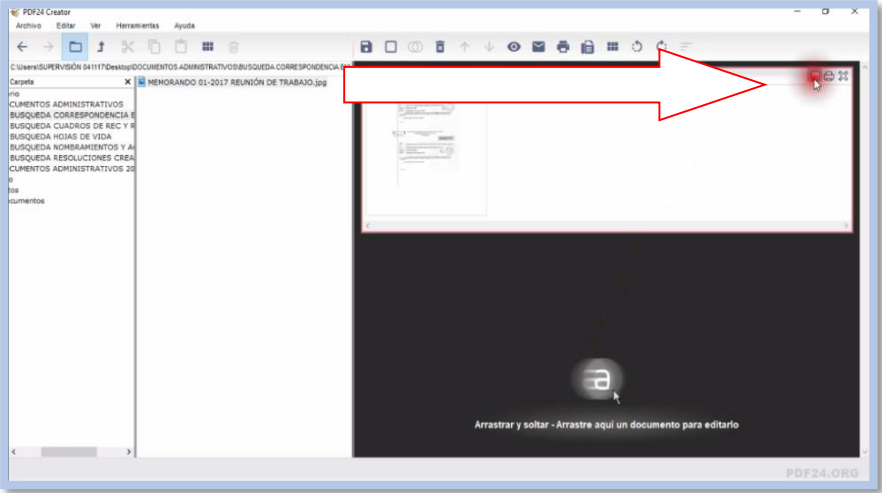 PDF24 Creator
Archivo Editar Ver Herramientas Ayuda
C:\Users\SUPERVISIÓN 041117\Desktop\DOCUMENTOS ADMINISTRATIVOS\BUSQUEDA CORRESPONDENCIA
Carpeta
MEMORANDO 01-2017 REUNIÓN DE TRABAJO.jpg
rio
CUMENTOS ADMINISTRATIVOS
BUSQUEDA CORRESPONDENCIA E
BUSQUEDA CUADROS DE REC Y R
BUSQUEDA HOJAS DE VIDA
BUSQUEDA NOMBRAMIENTOS Y A
BUSQUEDA RESOLUCIONES CREA
CUMENTOS ADMINISTRATIVOS 20
o
tos
cumentos
Arrastrar y soltar - Arrastre aquí un documento para editarlo
PDF24.ORG